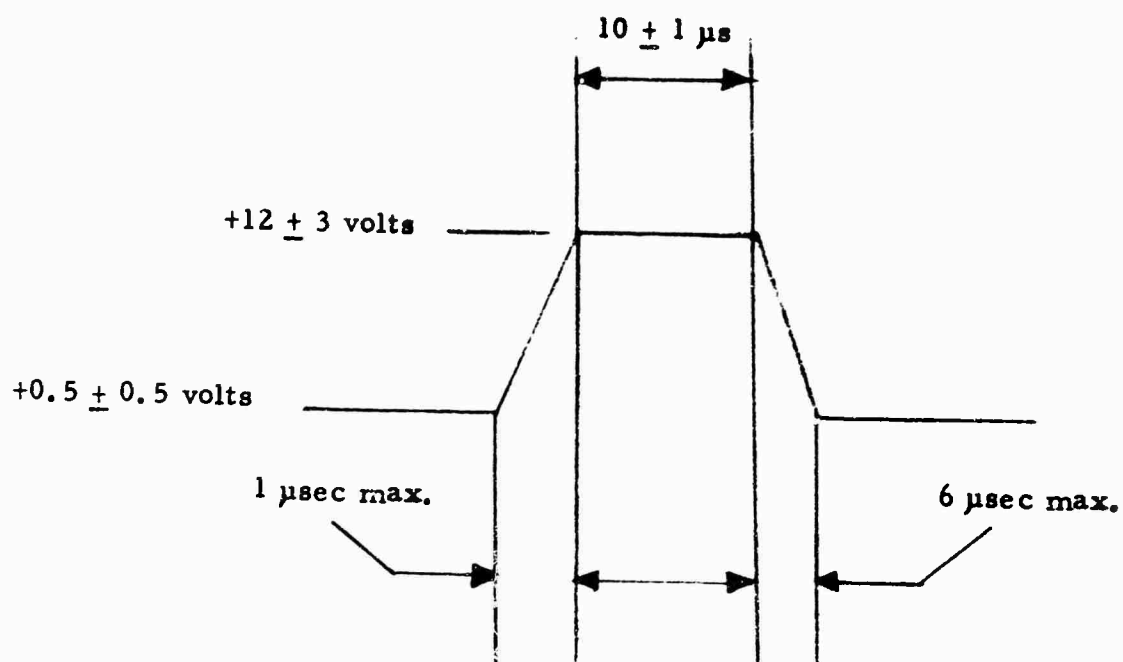 10 ± 1 µs
+12 ± 3 volts
+0.5 ± 0.5 volts
1 µsec max.
6 µsec max.